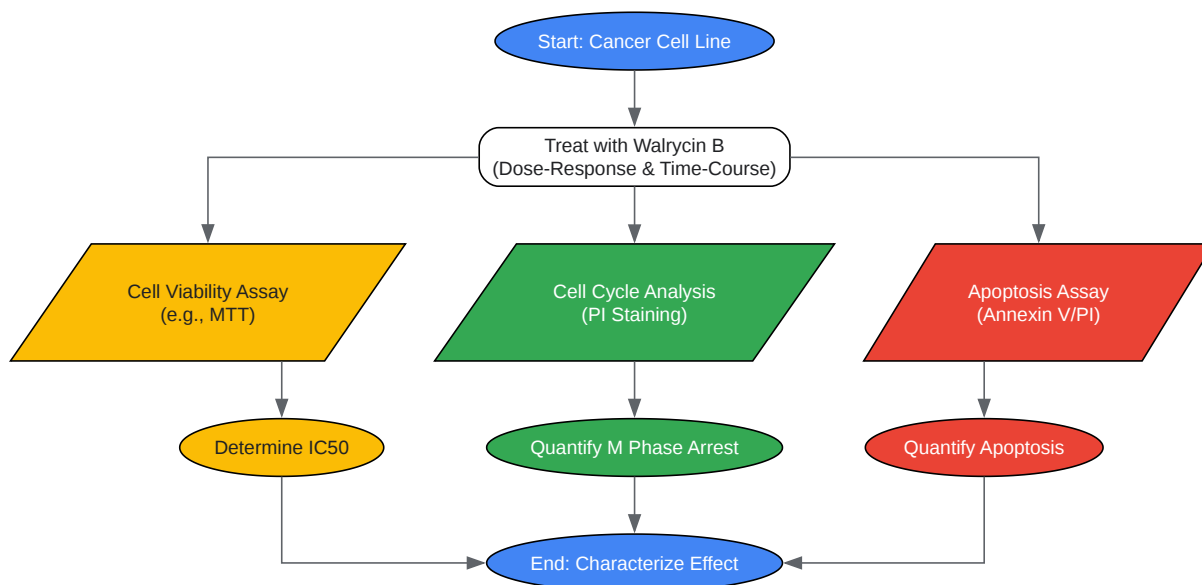 Start: Cancer Cell Line
Treat with Walrycin B
(Dose-Response & Time-Course)
Cell Viability Assay
(e.g., MTT)
Cell Cycle Analysis
(PI Staining)
Apoptosis Assay
(Annexin V/PI)
Determine IC50
Quantify M Phase Arrest
Quantify Apoptosis
End: Characterize Effect